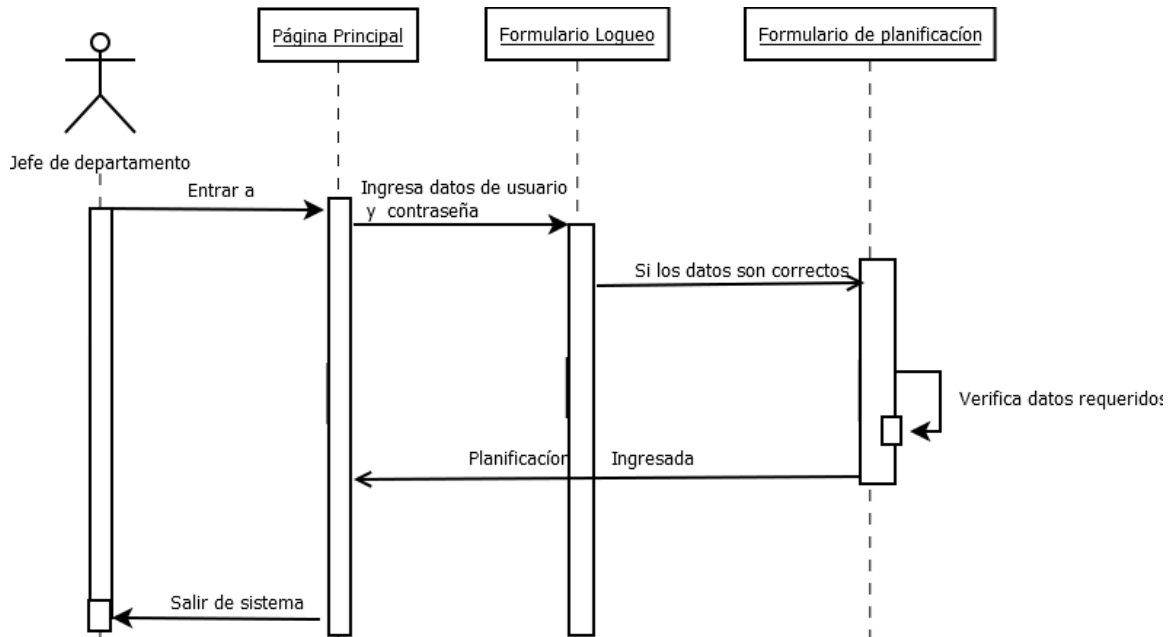 Página Principal
Formulario Logueo
Formulario de planificacíon
Jefe de departamento
Entrar a
Ingresa datos de usuario
y contraseña
Si los datos son correctos
Verifica datos requeridos
Planificacíon Ingresada
Salir de sistema